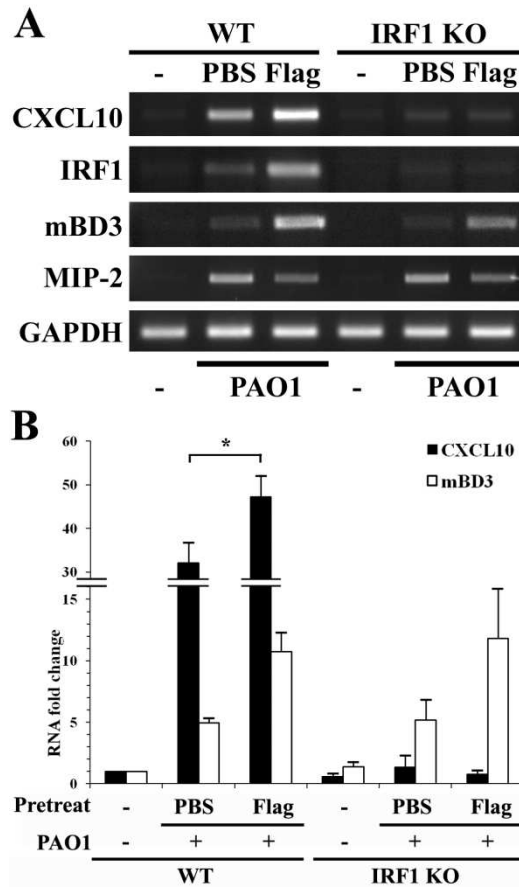 A
WT IRF1 KO
- PBS Flag - PBS Flag
CXCL10
IRF1
mBD3
MIP-2
GAPDH
- PAO1 - PAO1
B
60
50
40
30
15
10
5
0
RNA fold change
*
CXCL10
mBD3
Pretreat - PBS Flag - PBS Flag
PAO1 - + + - + +
WT IRF1 KO